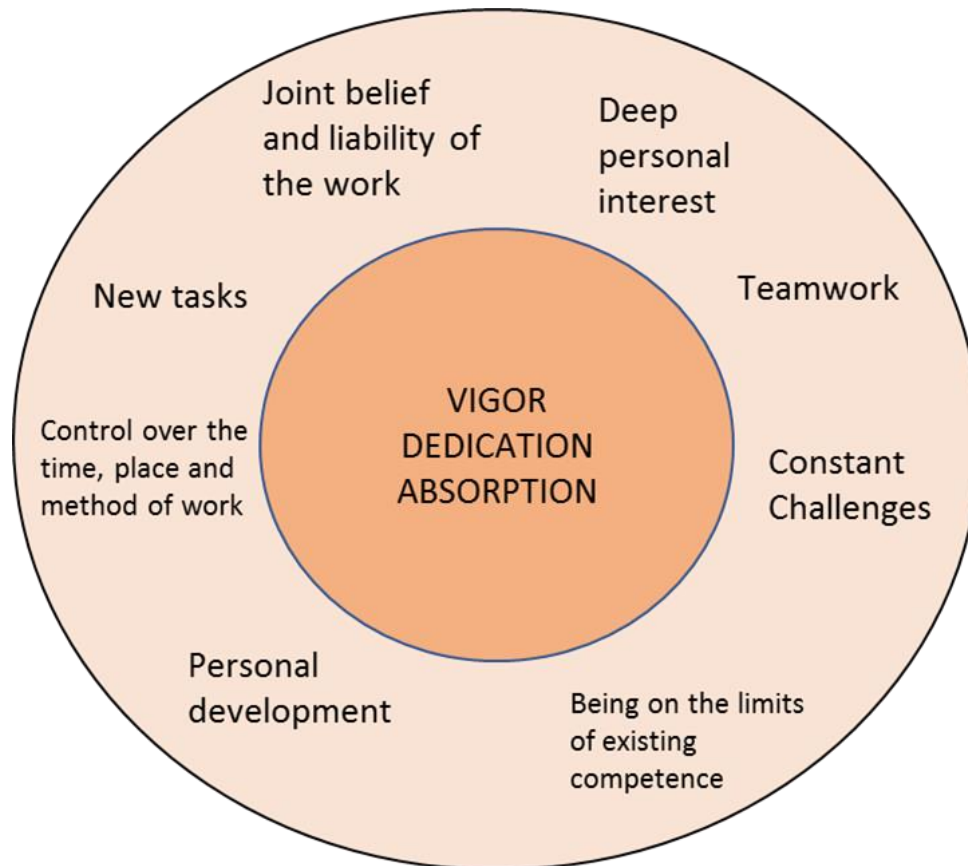 Joint belief
and liability of
the work
Deep
personal
interest
New tasks
Teamwork
Control over the
time, place and
method of work
VIGOR
DEDICATION
ABSORPTION
Constant
Challenges
Personal
development
Being on the limits
of existing
competence